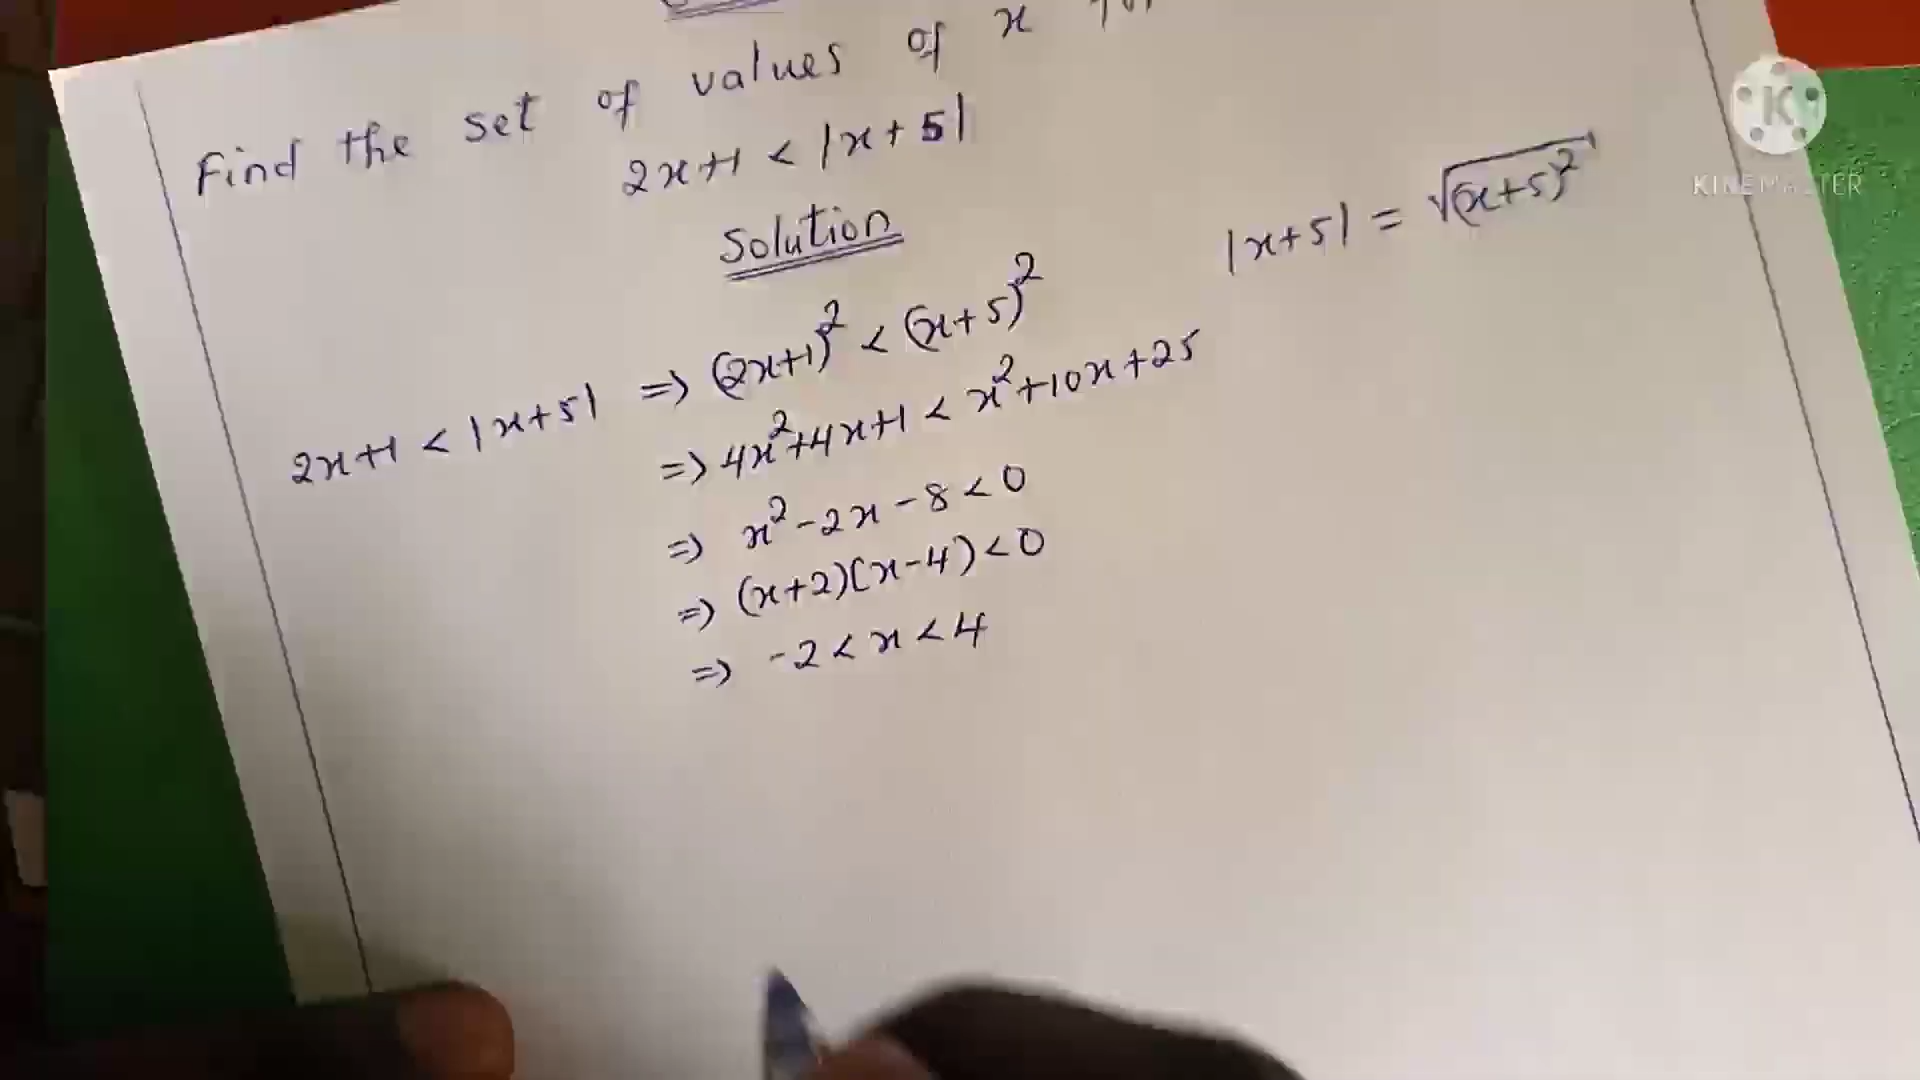 Find the set of values of x for
2x+1 < |x+5|
Solution
|x+5| = √(x+5)²
2x+1 < |x+5| => (2x+1)² < (x+5)²
=> 4x²+4x+1 < x²+10x+25
=> x²-2x-8<0
=> (x+2)(x-4)<0
=> -2<x<4
KINEMASTER